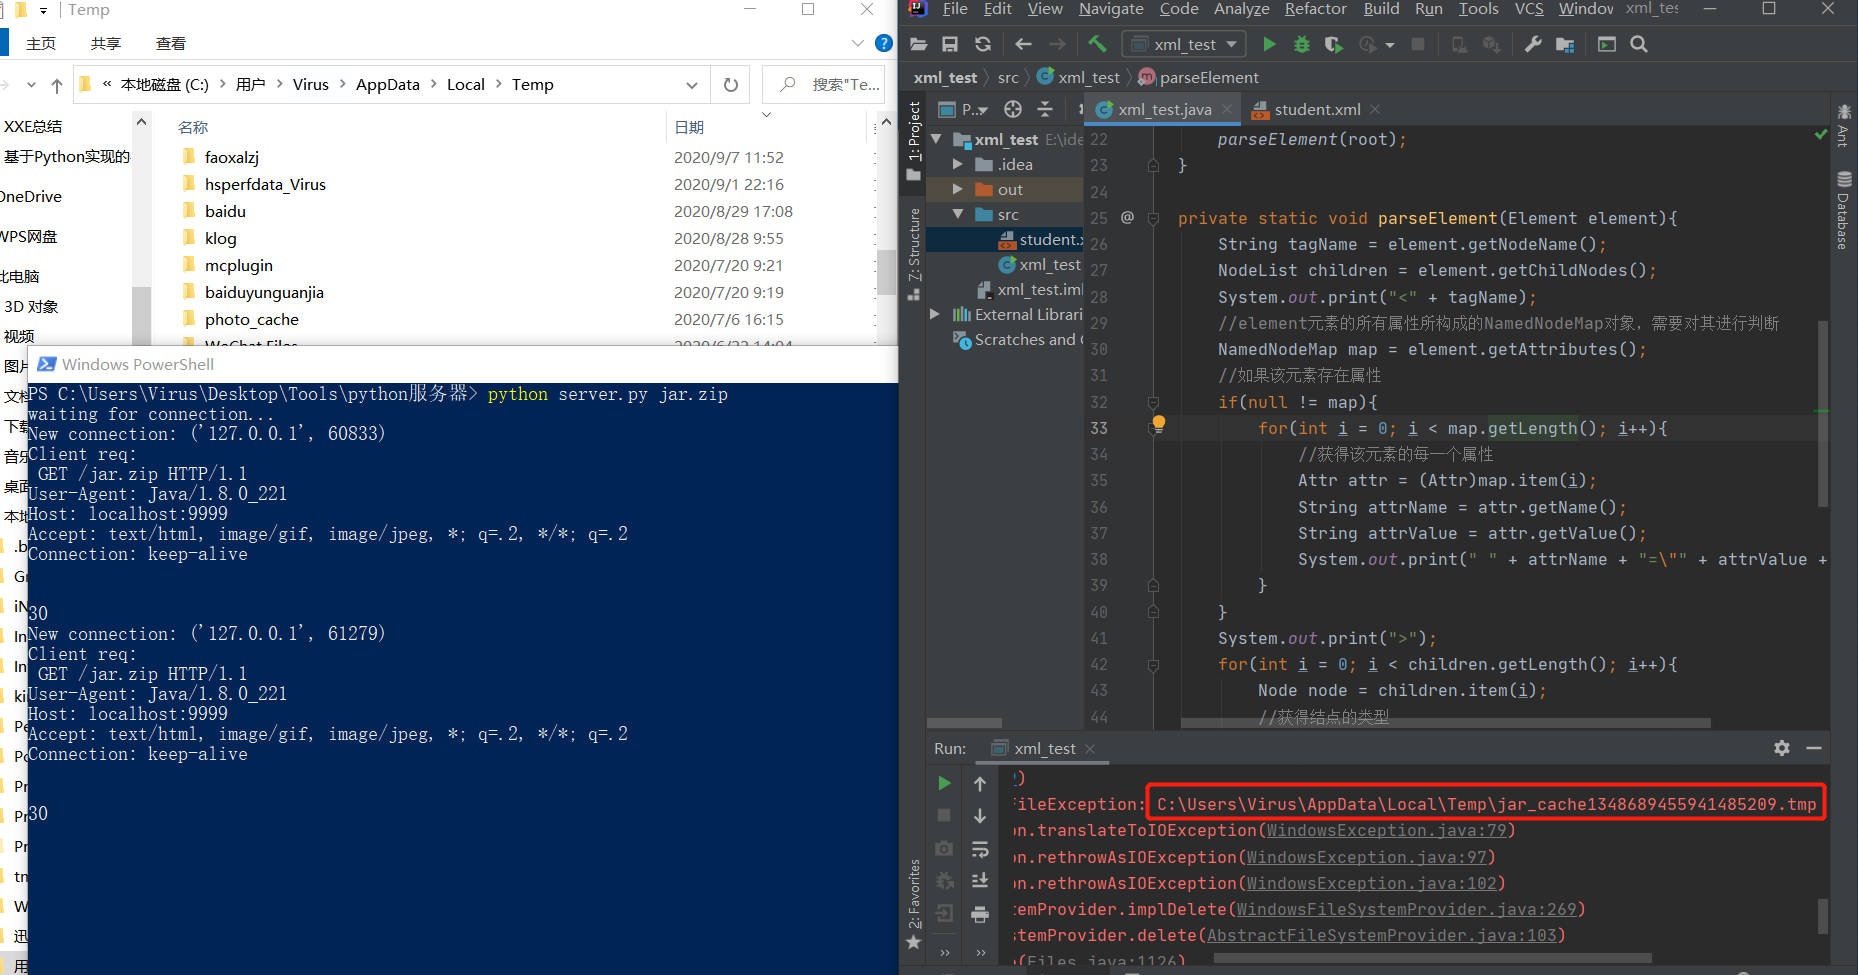 Temp
主页 共享 查看
« 本地磁盘 (C:) › 用户 › Virus › AppData › Local › Temp
搜索"Te...
名称 日期
XXE总结
基于Python实现的
OneDrive
WPS网盘
此电脑
3D 对象
视频
faoxalzj 2020/9/7 11:52
hsperfdata_Virus 2020/9/1 22:16
baidu 2020/8/29 17:08
klog 2020/8/28 9:55
mcplugin 2020/7/20 9:21
baiduyunguanjia 2020/7/20 9:19
photo_cache 2020/7/6 16:15
WeChat Files
Windows PowerShell
PS C:\Users\Virus\Desktop\Tools\python服务器> python server.py jar.zip
waiting for connection...
New connection: ('127.0.0.1', 60833)
Client req:
GET /jar.zip HTTP/1.1
User-Agent: Java/1.8.0_221
Host: localhost:9999
Accept: text/html, image/gif, image/jpeg, *; q=.2, */*; q=.2
Connection: keep-alive
30
New connection: ('127.0.0.1', 61279)
Client req:
GET /jar.zip HTTP/1.1
User-Agent: Java/1.8.0_221
Host: localhost:9999
Accept: text/html, image/gif, image/jpeg, *; q=.2, */*; q=.2
Connection: keep-alive
30
File Edit View Navigate Code Analyze Refactor Build Run Tools VCS Window xml_tes
xml_test
xml_test › src › xml_test › parseElement
1: Project
7: Structure
2: Favorites
Ant
Database
P...
xml_test E:\ide
.idea
out
src
student.x
xml_test
xml_test.iml
External Librari
Scratches and C
xml_test.java student.xml
22 parseElement(root);
23 }
24
25 @ private static void parseElement(Element element){
26 String tagName = element.getNodeName();
27 NodeList children = element.getChildNodes();
28 System.out.print("<" + tagName);
29 //element元素的所有属性所构成的NamedNodeMap对象，需要对其进行判断
30 NamedNodeMap map = element.getAttributes();
31 //如果该元素存在属性
32 if(null != map){
33 for(int i = 0; i < map.getLength(); i++){
34 //获得该元素的每一个属性
35 Attr attr = (Attr)map.item(i);
36 String attrName = attr.getName();
37 String attrValue = attr.getValue();
38 System.out.print(" " + attrName + "=\"" + attrValue +
39 }
40 }
41 System.out.print(">");
42 for(int i = 0; i < children.getLength(); i++){
43 Node node = children.item(i);
44 //获得结点的类型
Run: xml_test
FileException: C:\Users\Virus\AppData\Local\Temp\jar_cache1348689455941485209.tmp
on.translateToIOException(WindowsException.java:79)
on.rethrowAsIOException(WindowsException.java:97)
on.rethrowAsIOException(WindowsException.java:102)
temProvider.implDelete(WindowsFileSystemProvider.java:269)
stemProvider.delete(AbstractFileSystemProvider.java:103)
(Files.java:1126)